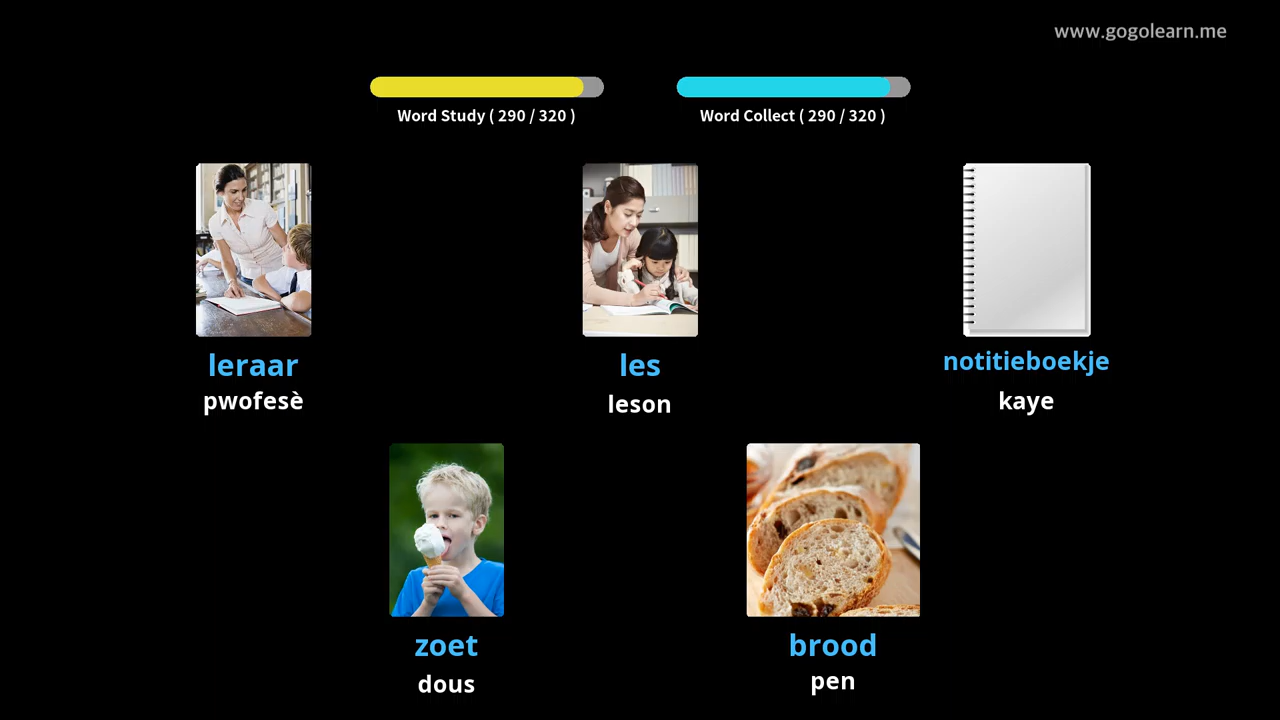 www.gogolearn.me
Word Study ( 290 / 320 )
Word Collect ( 290 / 320 )
leraar
pwofesè
les
leson
notitieboekje
kaye
zoet
dous
brood
pen